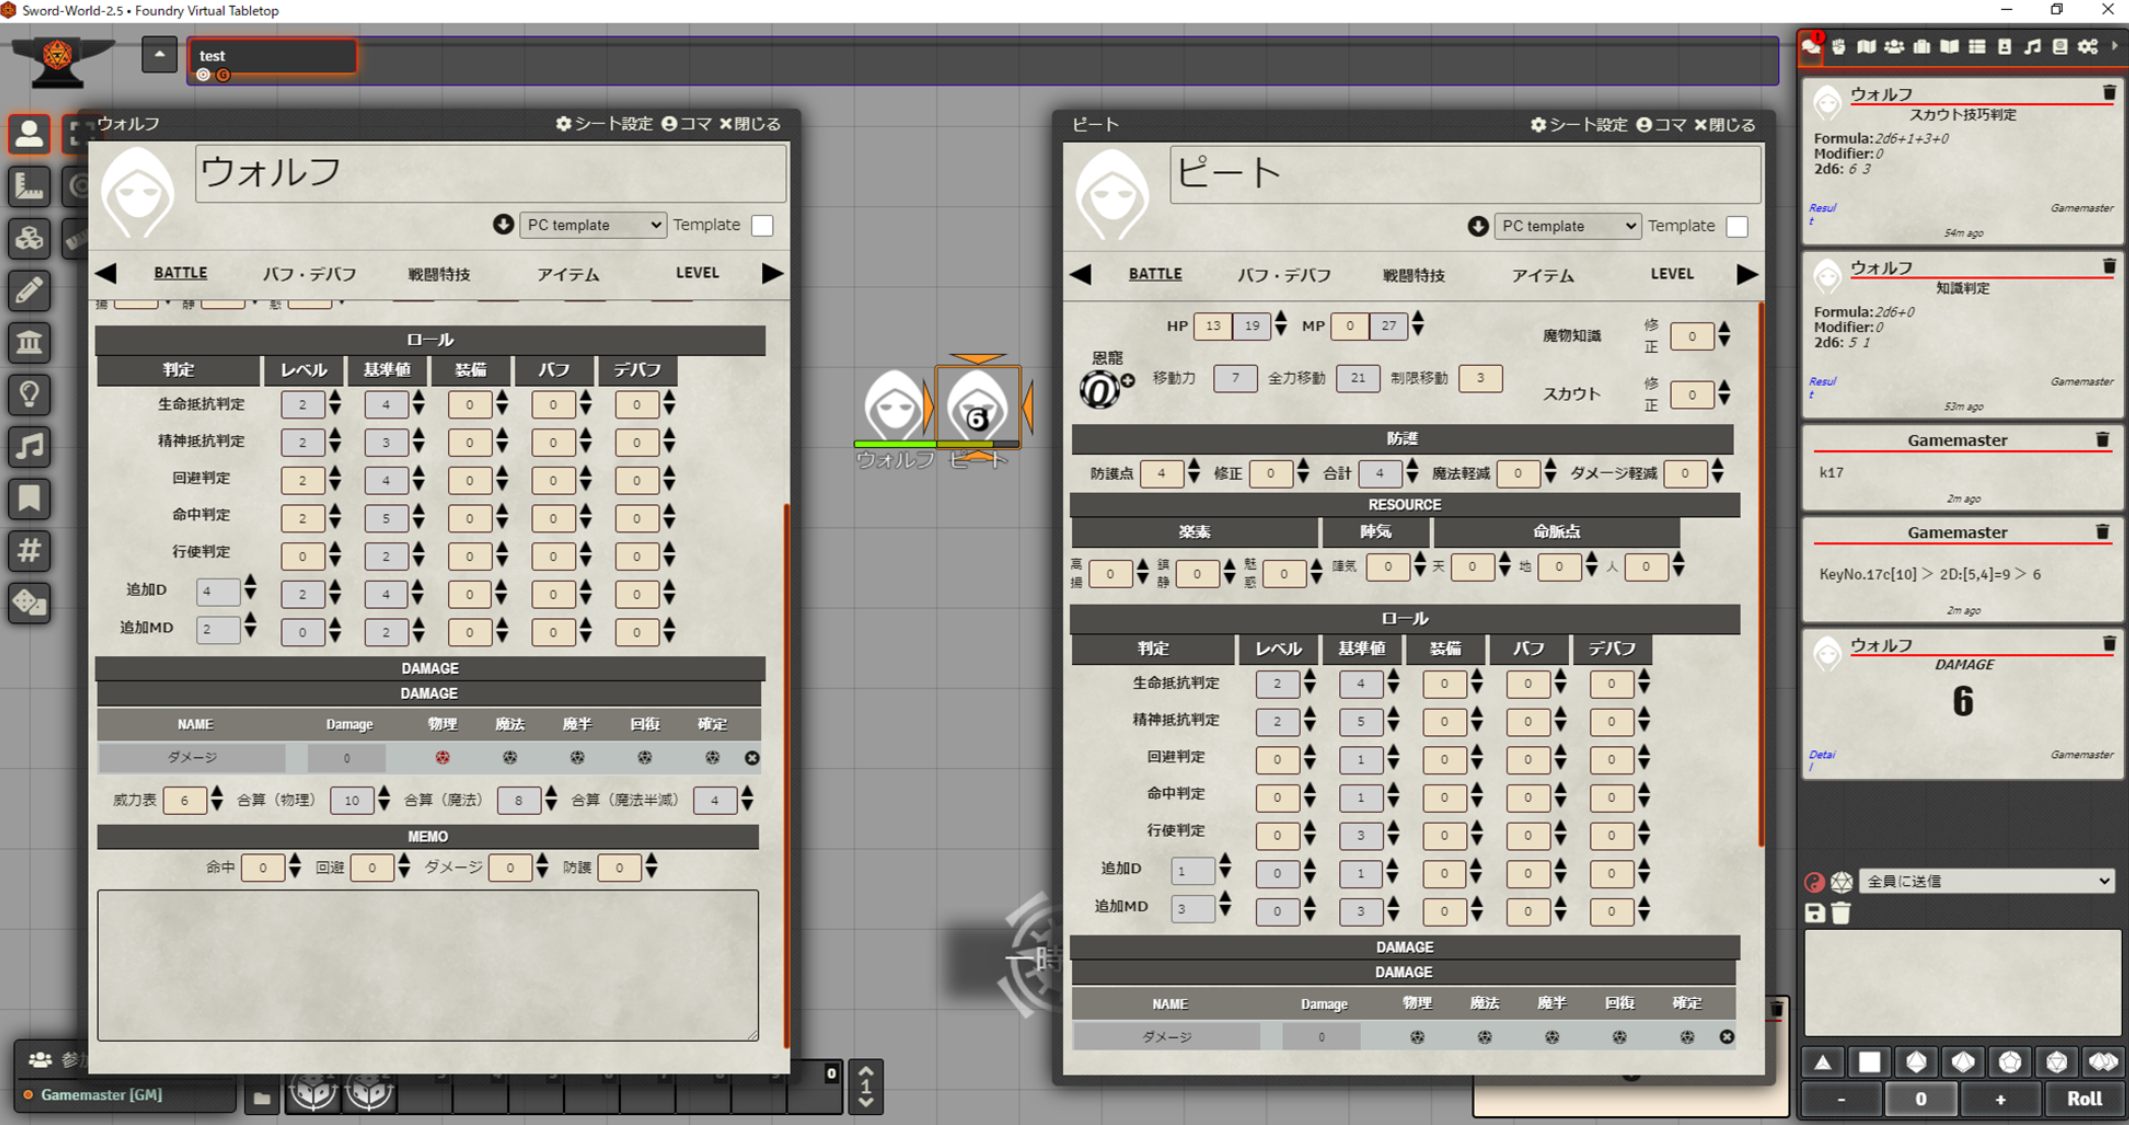 Sword-World-2.5 • Foundry Virtual Tabletop
test
G
ウォルフ
シート設定 コマ ✖閉じる
ウォルフ
PC template
Template
BATTLE バフ・デバフ 戦闘特技 アイテム LEVEL
揚 静 惑
ロール
判定 レベル 基準値 装備 バフ デバフ
生命抵抗判定 2 4 0 0 0
精神抵抗判定 2 3 0 0 0
回避判定 2 4 0 0 0
命中判定 2 5 0 0 0
行使判定 0 2 0 0 0
追加D 4 2 4 0 0 0
追加MD 2 0 2 0 0 0
DAMAGE
DAMAGE
NAME Damage 物理 魔法 魔半 回復 確定
ダメージ 0
威力表 6 合算（物理） 10 合算（魔法） 8 合算（魔法半減） 4
MEMO
命中 0 回避 0 ダメージ 0 防護 0
参加
Gamemaster [GM]
0
1
ウォルフ ピート
6
一時
ピート
シート設定 コマ ✖閉じる
ピート
PC template
Template
BATTLE バフ・デバフ 戦闘特技 アイテム LEVEL
HP 13 19 MP 0 27 魔物知識 修正 0
恩寵 0
移動力 7 全力移動 21 制限移動 3 スカウト 修正 0
防護
防護点 4 修正 0 合計 4 魔法軽減 0 ダメージ軽減 0
RESOURCE
楽素 陣気 命脈点
高揚 0 鎮静 0 魅惑 0 陣気 0 天 0 地 0 人 0
ロール
判定 レベル 基準値 装備 バフ デバフ
生命抵抗判定 2 4 0 0 0
精神抵抗判定 2 5 0 0 0
回避判定 0 1 0 0 0
命中判定 0 1 0 0 0
行使判定 0 3 0 0 0
追加D 1 0 1 0 0 0
追加MD 3 0 3 0 0 0
DAMAGE
DAMAGE
NAME Damage 物理 魔法 魔半 回復 確定
ダメージ 0
ウォルフ
スカウト技巧判定
Formula:2d6+1+3+0
Modifier:0
2d6: 6 3
Resul
t
Gamemaster
54m ago
ウォルフ
知識判定
Formula:2d6+0
Modifier:0
2d6: 5 1
Resul
t
Gamemaster
53m ago
Gamemaster
k17
2m ago
Gamemaster
KeyNo.17c[10] ＞ 2D:[5,4]=9 ＞ 6
2m ago
ウォルフ
DAMAGE
6
Detai
l
Gamemaster
全員に送信
- 0 + Roll